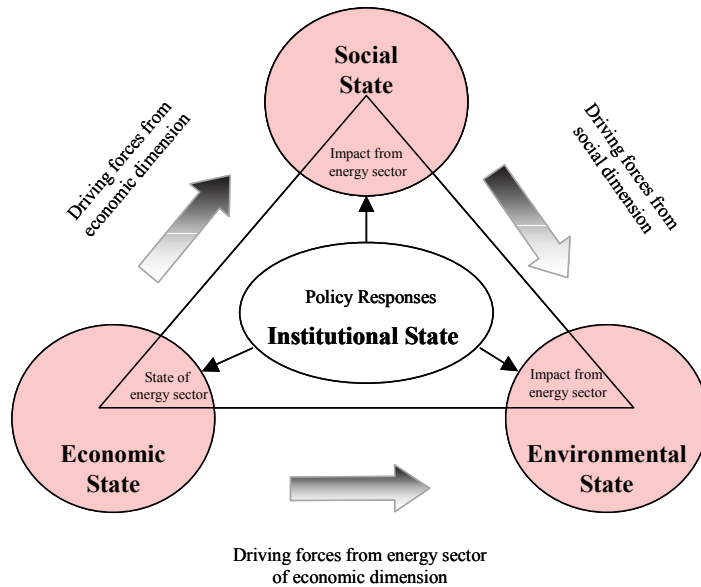 Social
State
Driving forces from
economic dimension
Driving forces from
social dimension
Impact from
energy sector
Policy Responses
Institutional State
State of
energy sector
Impact from
energy sector
Economic
State
Environmental
State
Driving forces from energy sector
of economic dimension